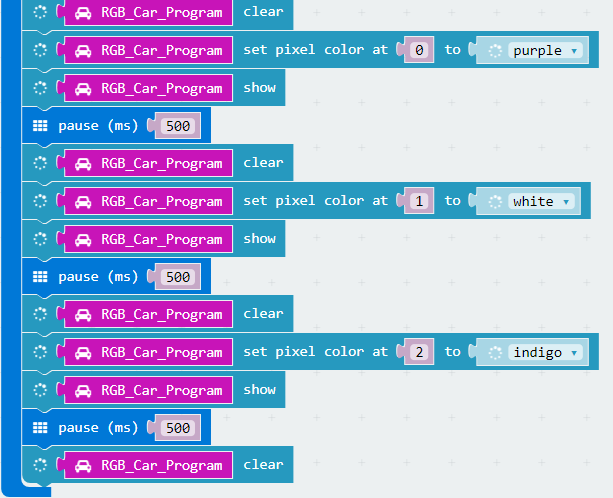 RGB_Car_Program clear
RGB_Car_Program set pixel color at 0 to purple
RGB_Car_Program show
pause (ms) 500
RGB_Car_Program clear
RGB_Car_Program set pixel color at 1 to white
RGB_Car_Program show
pause (ms) 500
RGB_Car_Program clear
RGB_Car_Program set pixel color at 2 to indigo
RGB_Car_Program show
pause (ms) 500
RGB_Car_Program clear